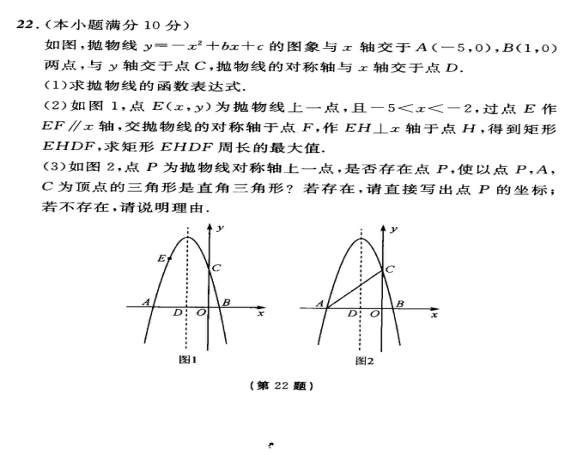 22.(本小题满分 10 分)
如图,抛物线 y=-x²+bx+c 的图象与 x 轴交于 A(-5,0),B(1,0)
两点,与 y 轴交于点 C,抛物线的对称轴与 x 轴交于点 D.
(1)求抛物线的函数表达式.
(2)如图 1,点 E(x,y)为抛物线上一点,且-5<x<-2,过点 E 作
EF∥x 轴,交抛物线的对称轴于点 F,作 EH⊥x 轴于点 H,得到矩形
EHDF,求矩形 EHDF 周长的最大值.
(3)如图 2,点 P 为抛物线对称轴上一点,是否存在点 P,使以点 P,A,
C 为顶点的三角形是直角三角形?若存在,请直接写出点 P 的坐标;
若不存在,请说明理由.
y
E
C
A
D
O
B
x
图1
y
C
A
D
O
B
x
图2
(第 22 题)